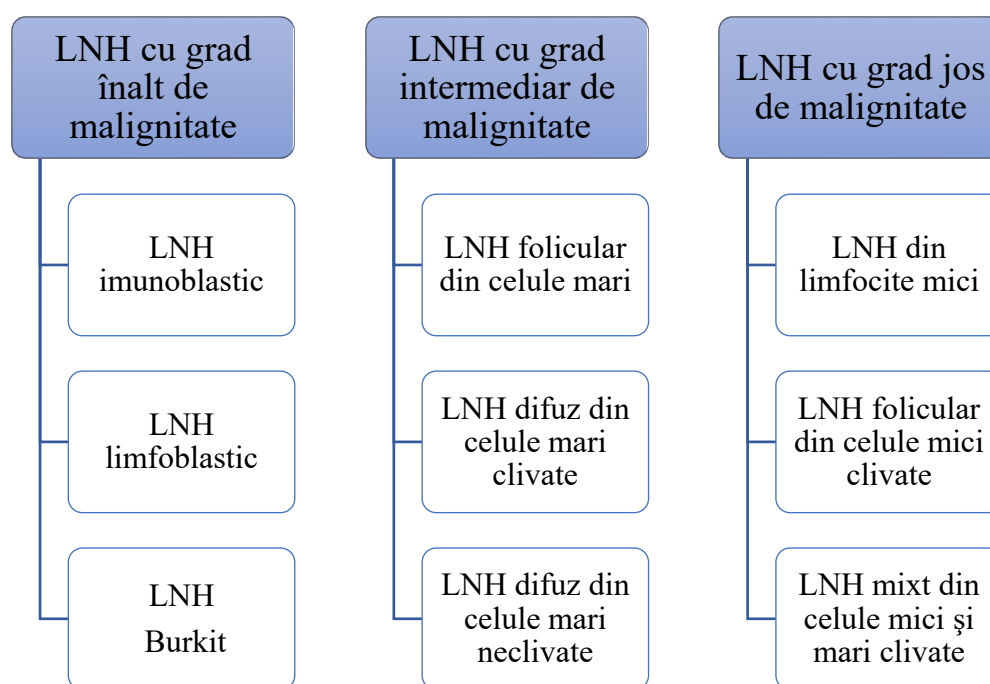 LNH cu grad
înalt de
malignitate
LNH
imunoblastic
LNH
limfoblastic
LNH
Burkit
LNH cu grad
intermediar de
malignitate
LNH folicular
din celule mari
LNH difuz din
celule mari
clivate
LNH difuz din
celule mari
neclivate
LNH cu grad jos
de malignitate
LNH din
limfocite mici
LNH folicular
din celule mici
clivate
LNH mixt din
celule mici şi
mari clivate